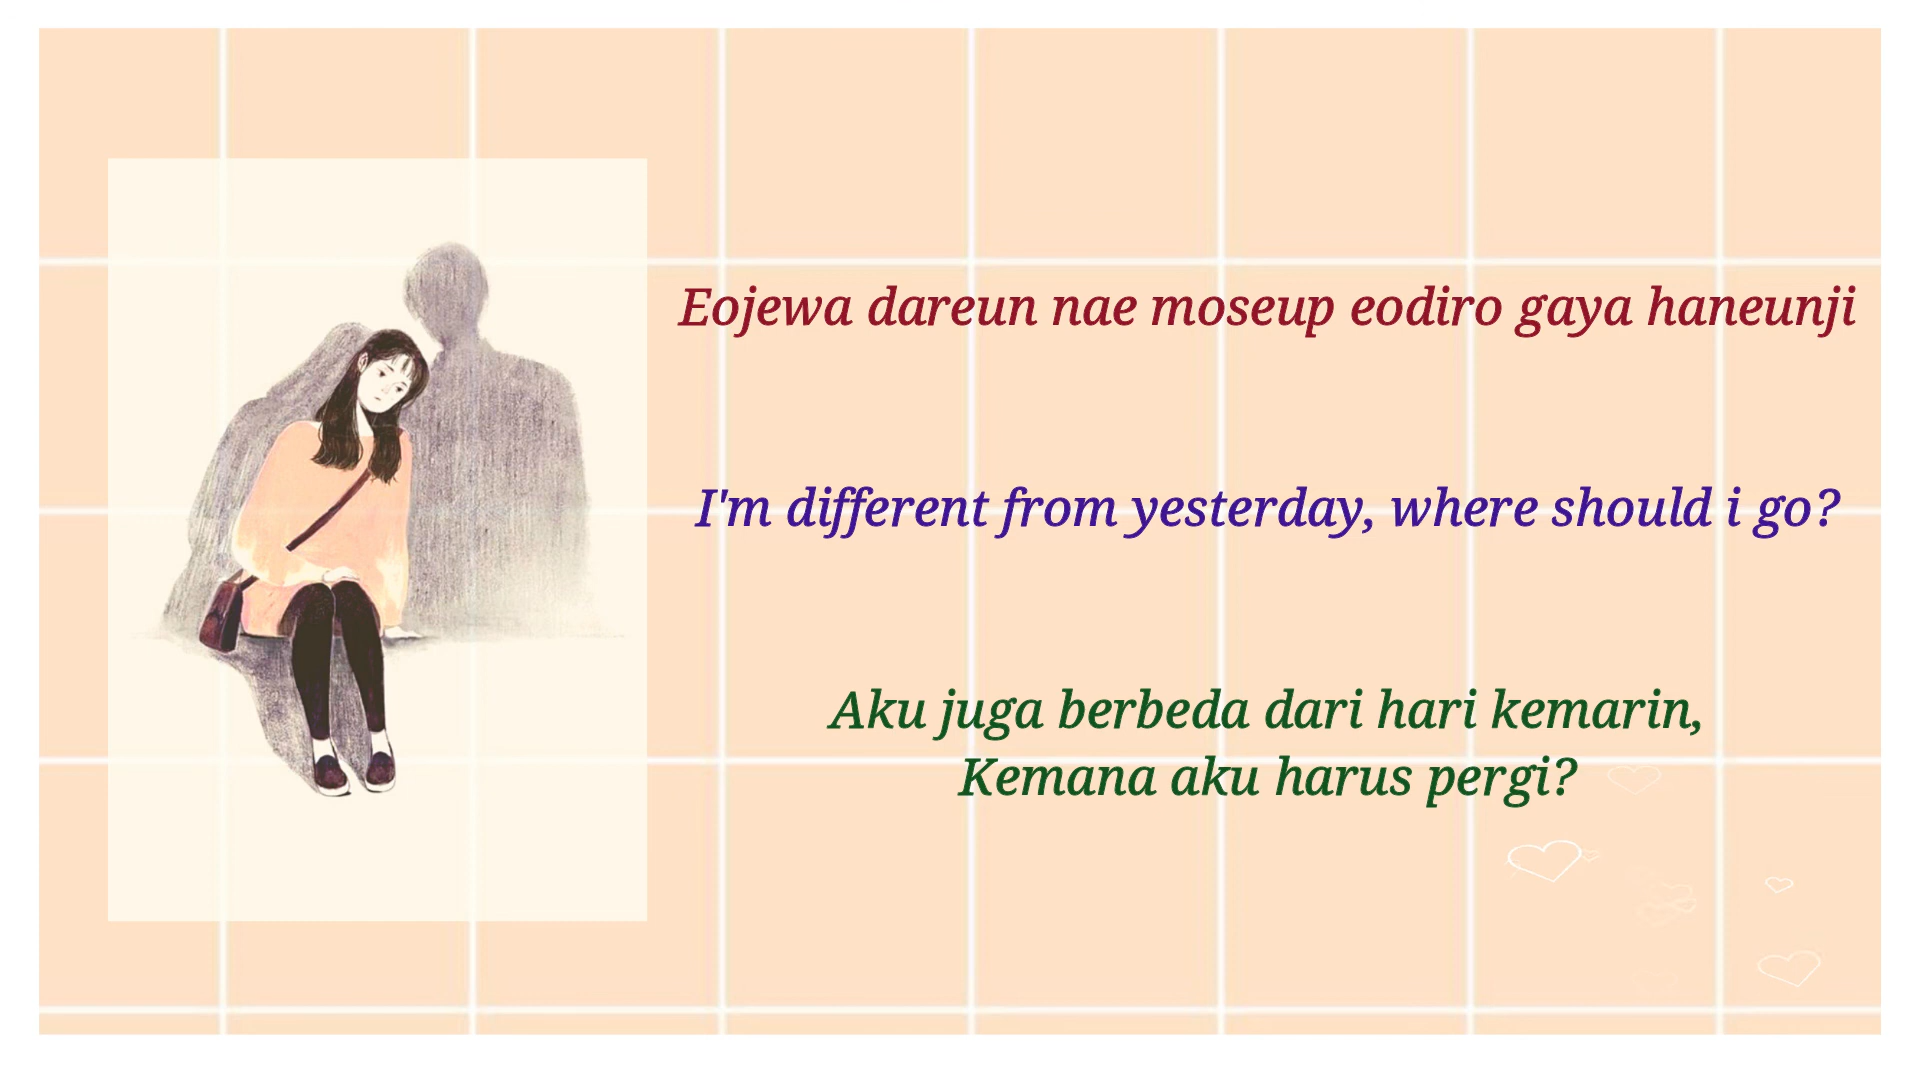 Eojewa dareun nae moseup eodiro gaya haneunji
I'm different from yesterday, where should i go?
Aku juga berbeda dari hari kemarin,
Kemana aku harus pergi?